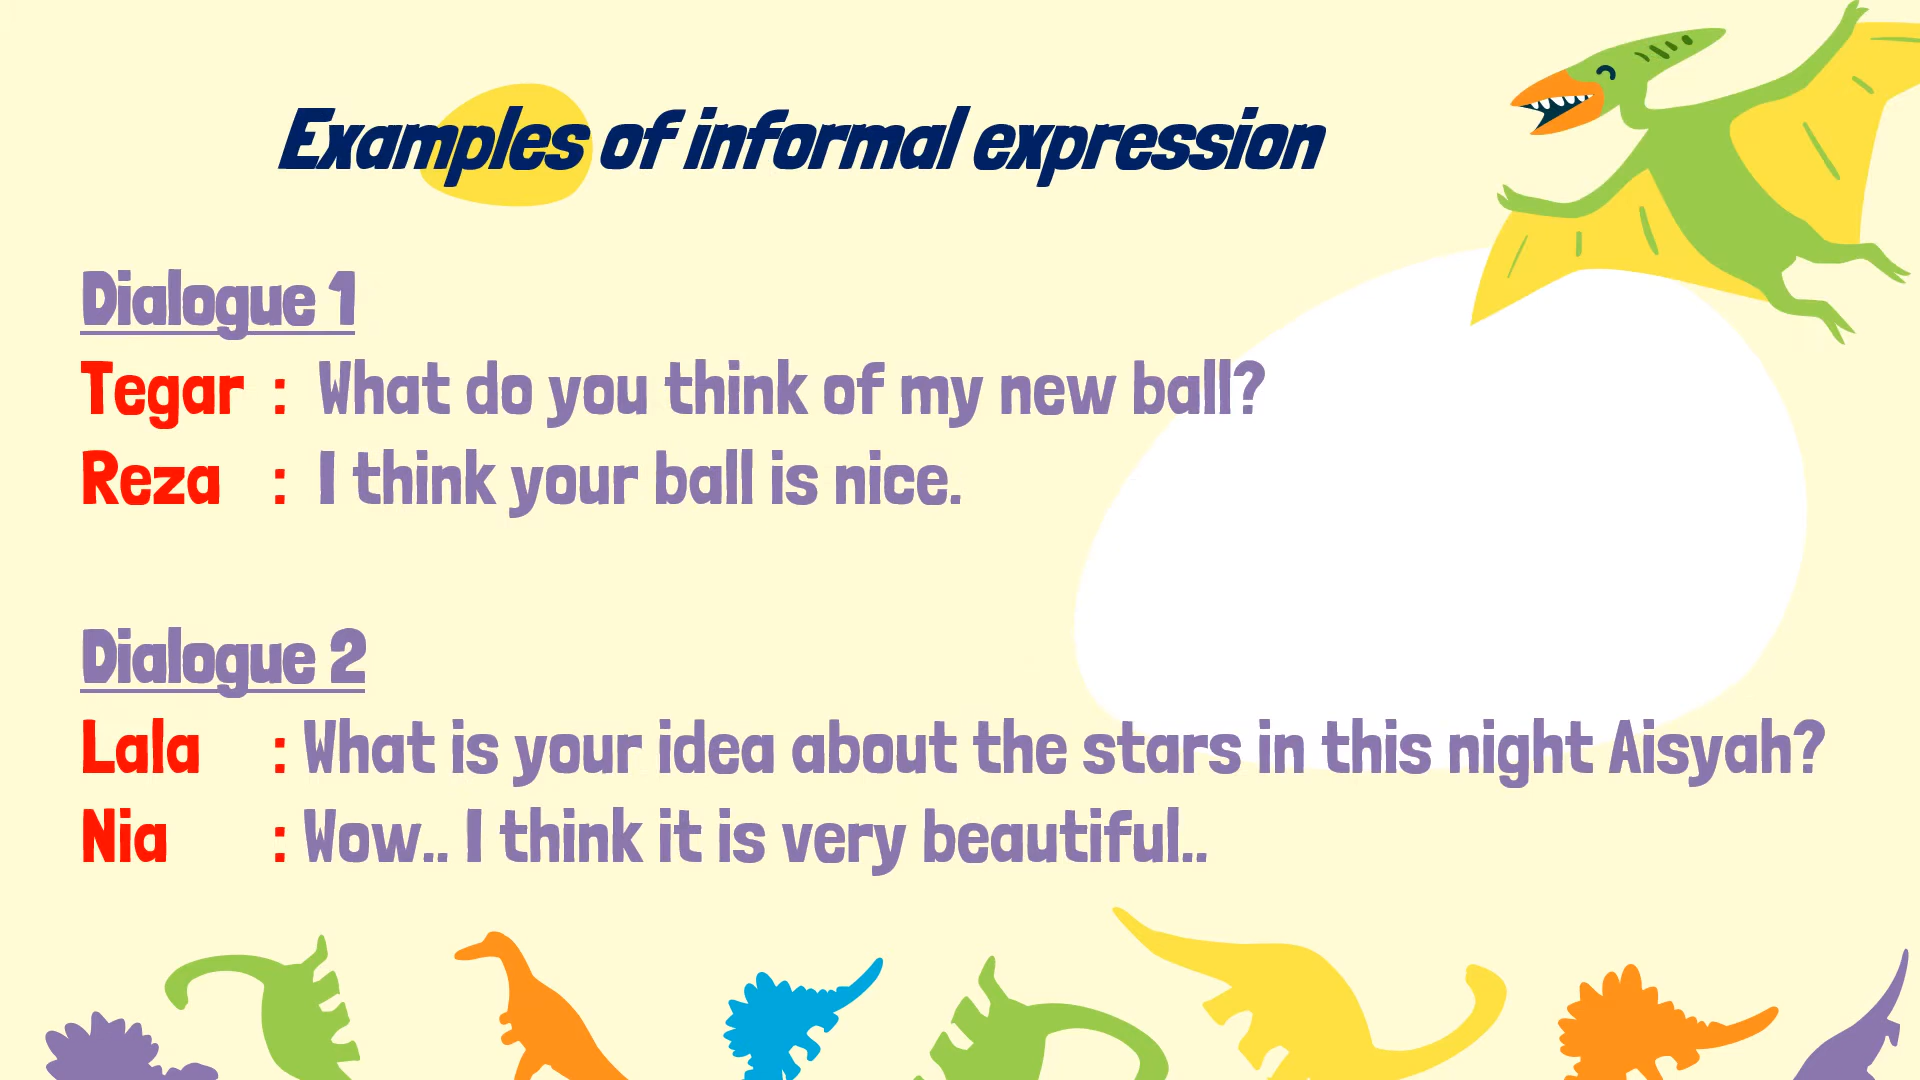 Examples of informal expression
Dialogue 1
Tegar : What do you think of my new ball?
Reza : I think your ball is nice.
Dialogue 2
Lala : What is your idea about the stars in this night Aisyah?
Nia : Wow.. I think it is very beautiful..